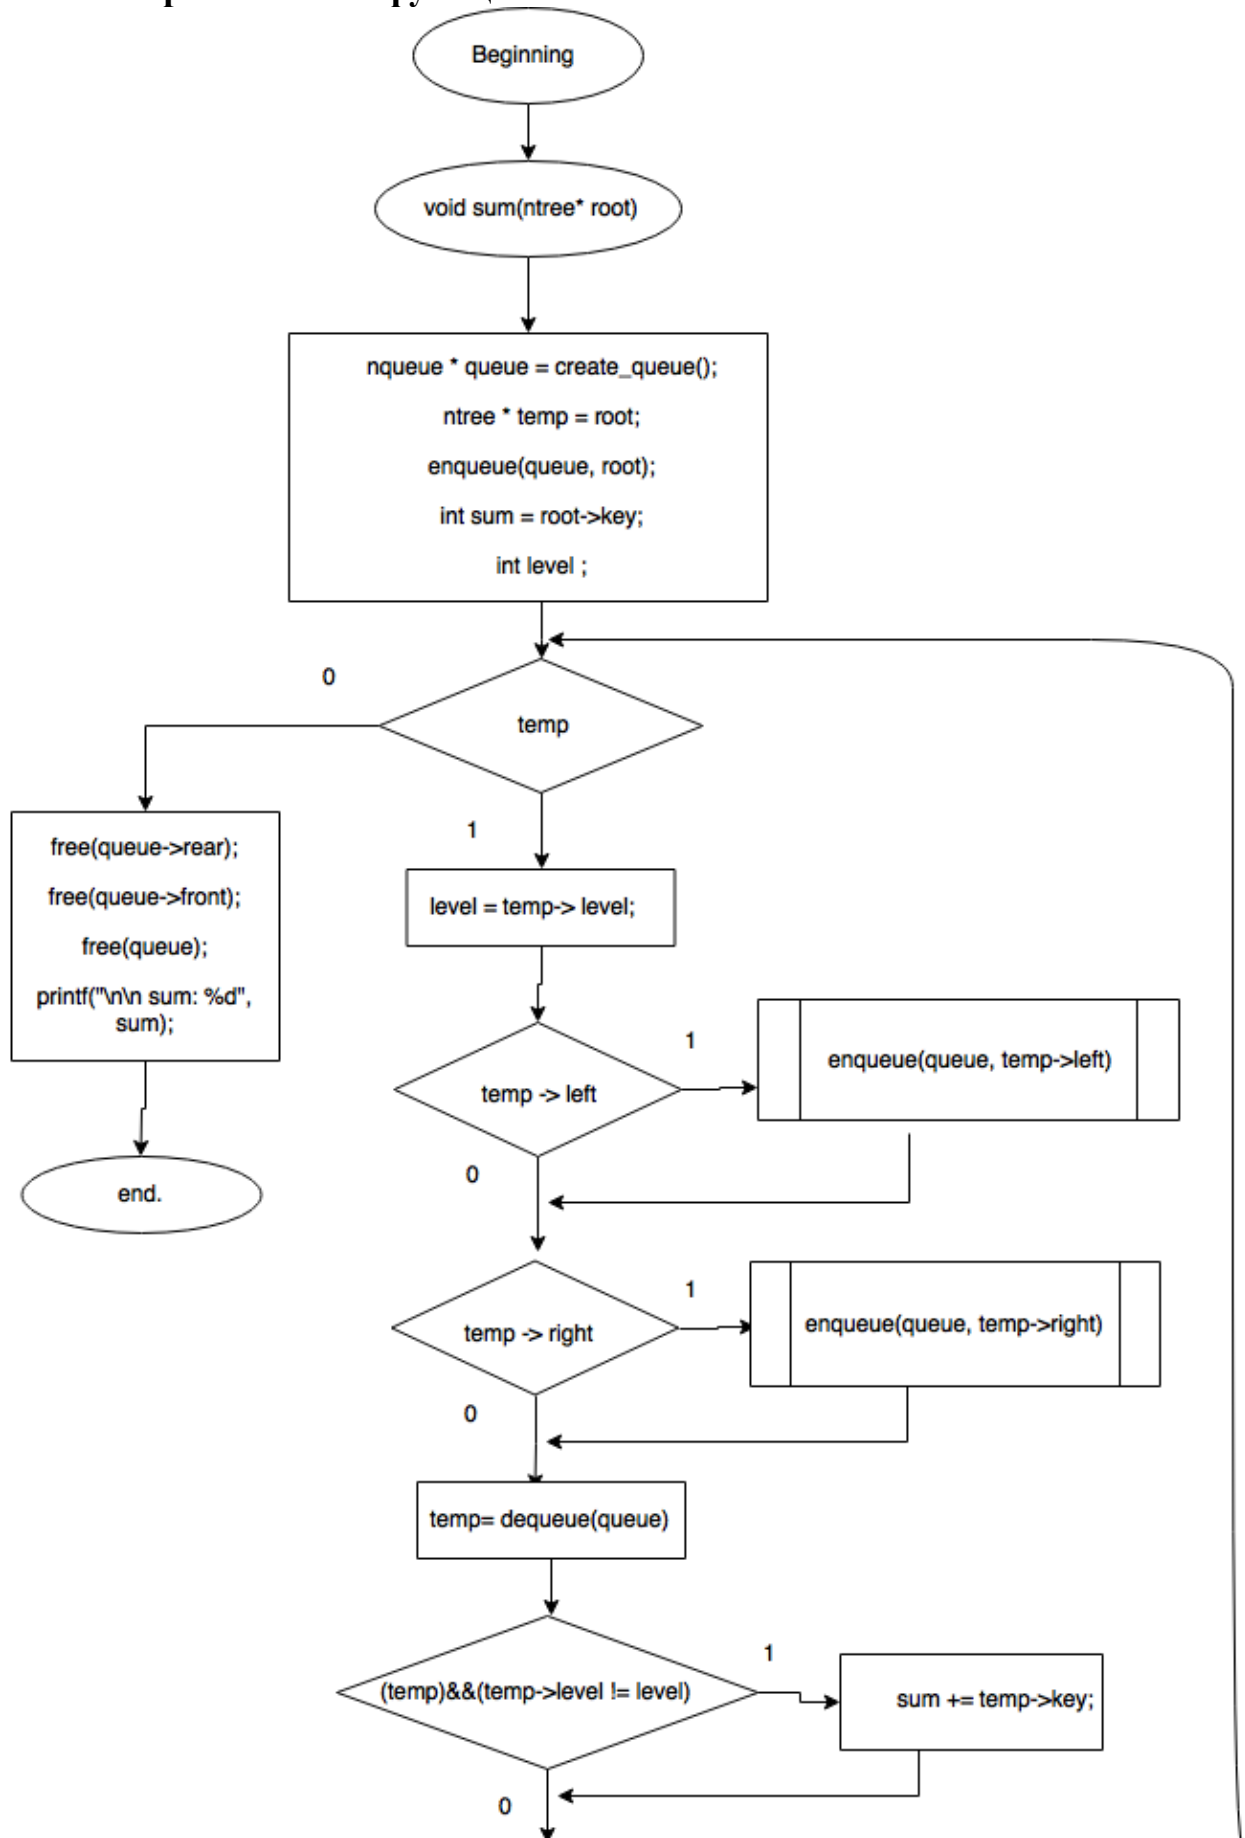 Beginning
void sum(ntree* root)
nqueue * queue = create_queue();
ntree * temp = root;
enqueue(queue, root);
int sum = root->key;
int level ;
0
temp
1
free(queue->rear);
free(queue->front);
free(queue);
printf("\n\n sum: %d",
sum);
end.
level = temp-> level;
temp -> left
1
enqueue(queue, temp->left)
0
temp -> right
1
enqueue(queue, temp->right)
0
temp= dequeue(queue)
(temp)&&(temp->level != level)
1
sum += temp->key;
0